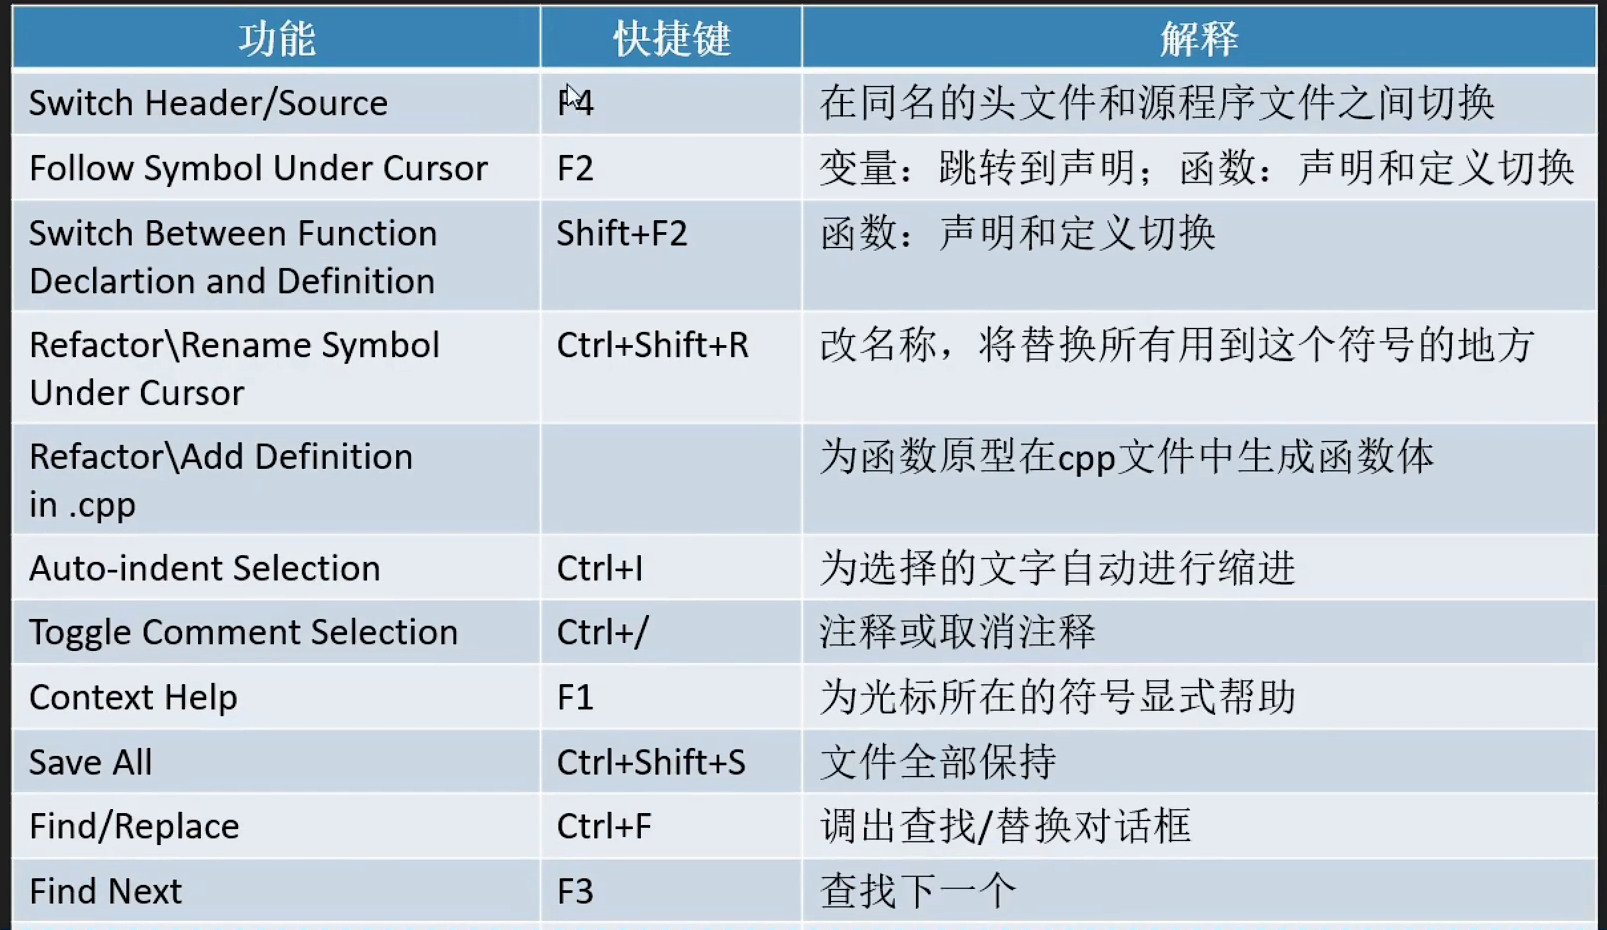 功能 快捷键 解释
Switch Header/Source F4 在同名的头文件和源程序文件之间切换
Follow Symbol Under Cursor F2 变量：跳转到声明；函数：声明和定义切换
Switch Between Function Shift+F2 函数：声明和定义切换
Declartion and Definition
Refactor\Rename Symbol Ctrl+Shift+R 改名称，将替换所有用到这个符号的地方
Under Cursor
Refactor\Add Definition 为函数原型在cpp文件中生成函数体
in .cpp
Auto-indent Selection Ctrl+I 为选择的文字自动进行缩进
Toggle Comment Selection Ctrl+/ 注释或取消注释
Context Help F1 为光标所在的符号显式帮助
Save All Ctrl+Shift+S 文件全部保持
Find/Replace Ctrl+F 调出查找/替换对话框
Find Next F3 查找下一个